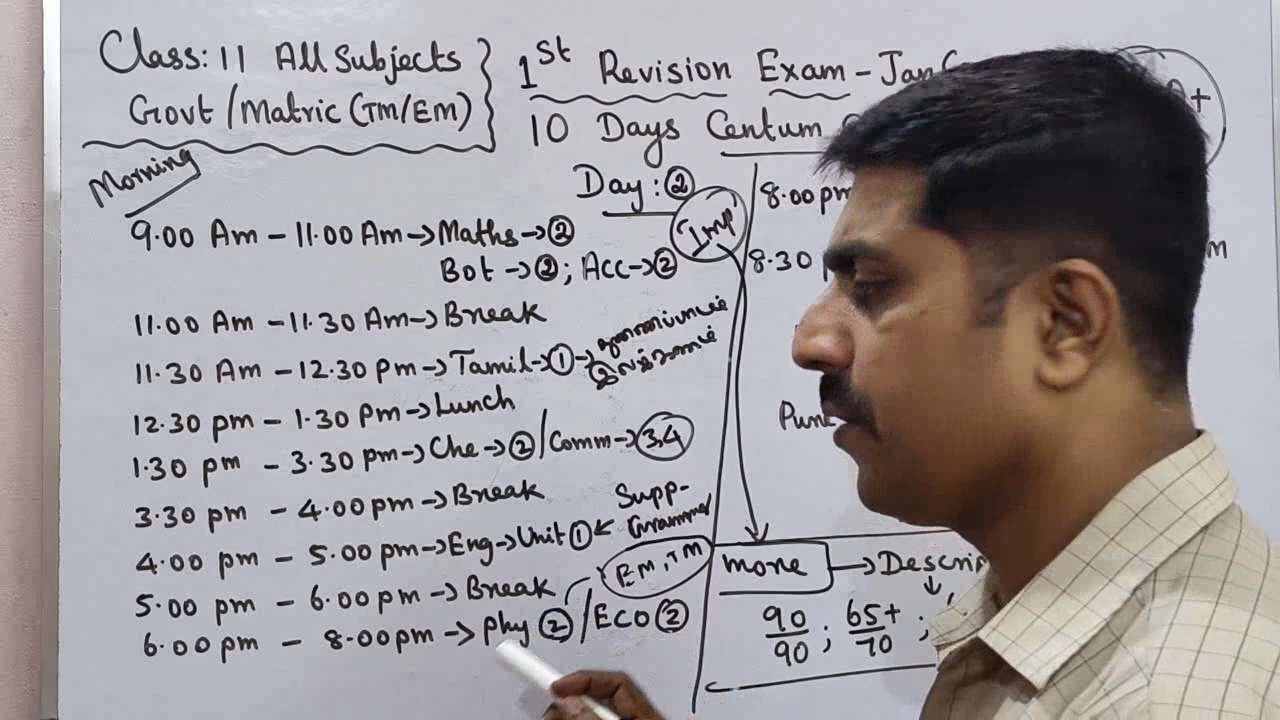 Class: 11 All Subjects
Govt/Matric (TM/EM)
1st Revision Exam - Jan
10 Days Centum
A+
Day: 2
Imp
Morning
9.00 Am - 11.00 Am → Maths → 2
Bot → 2; Acc → 2
11.00 Am - 11.30 Am → Break
11.30 Am - 12.30 pm → Tamil → 1 →
இலக்கணம்
12.30 pm - 1.30 pm → Lunch
1.30 pm - 3.30 pm → Che → 2 / Comm → 3,4
3.30 pm - 4.00 pm → Break
4.00 pm - 5.00 pm → Eng → Unit 1 ← Supp-
Grammar
5.00 pm - 6.00 pm → Break
EM, TM
6.00 pm - 8.00 pm → phy 2 / ECO 2
8.00 pm
8.30
m
more → Descrip
90/90 ; 65+/70 ;